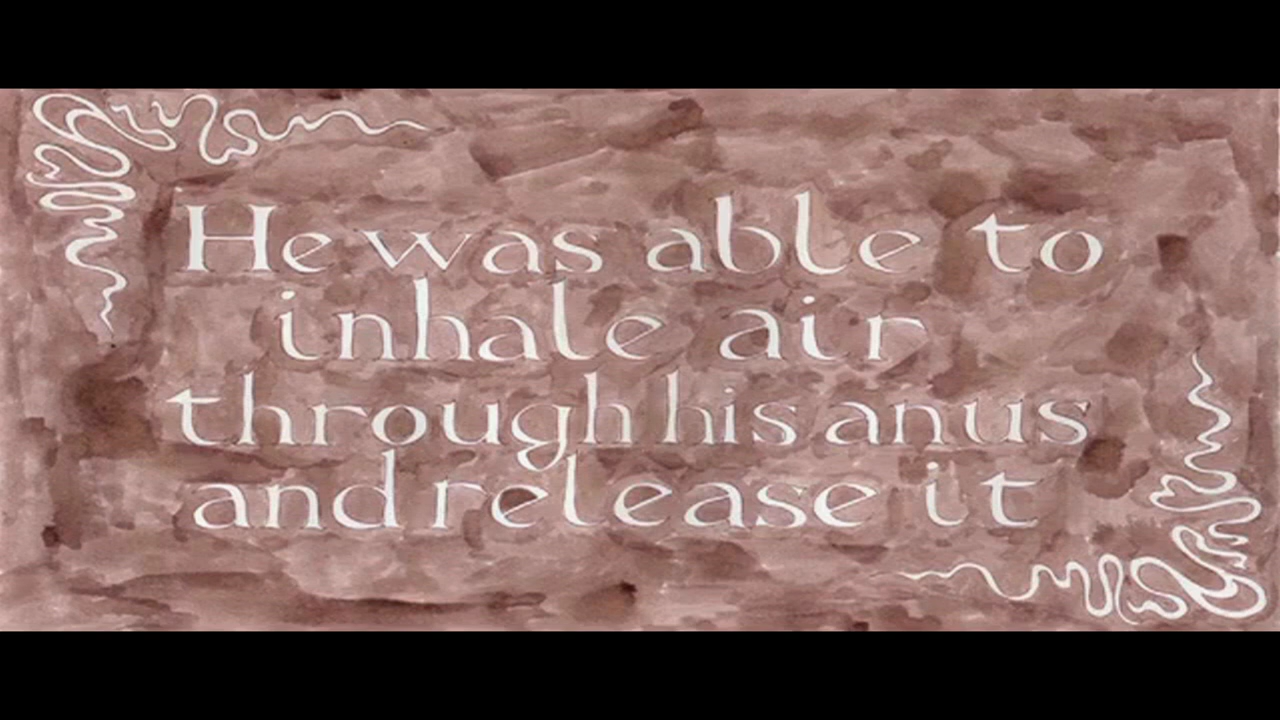 He was able to
inhale air
through his anus
and release it